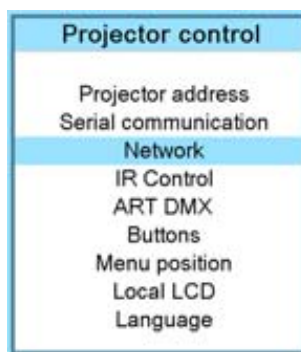 Projector control
Projector address
Serial communication
Network
IR Control
ART DMX
Buttons
Menu position
Local LCD
Language